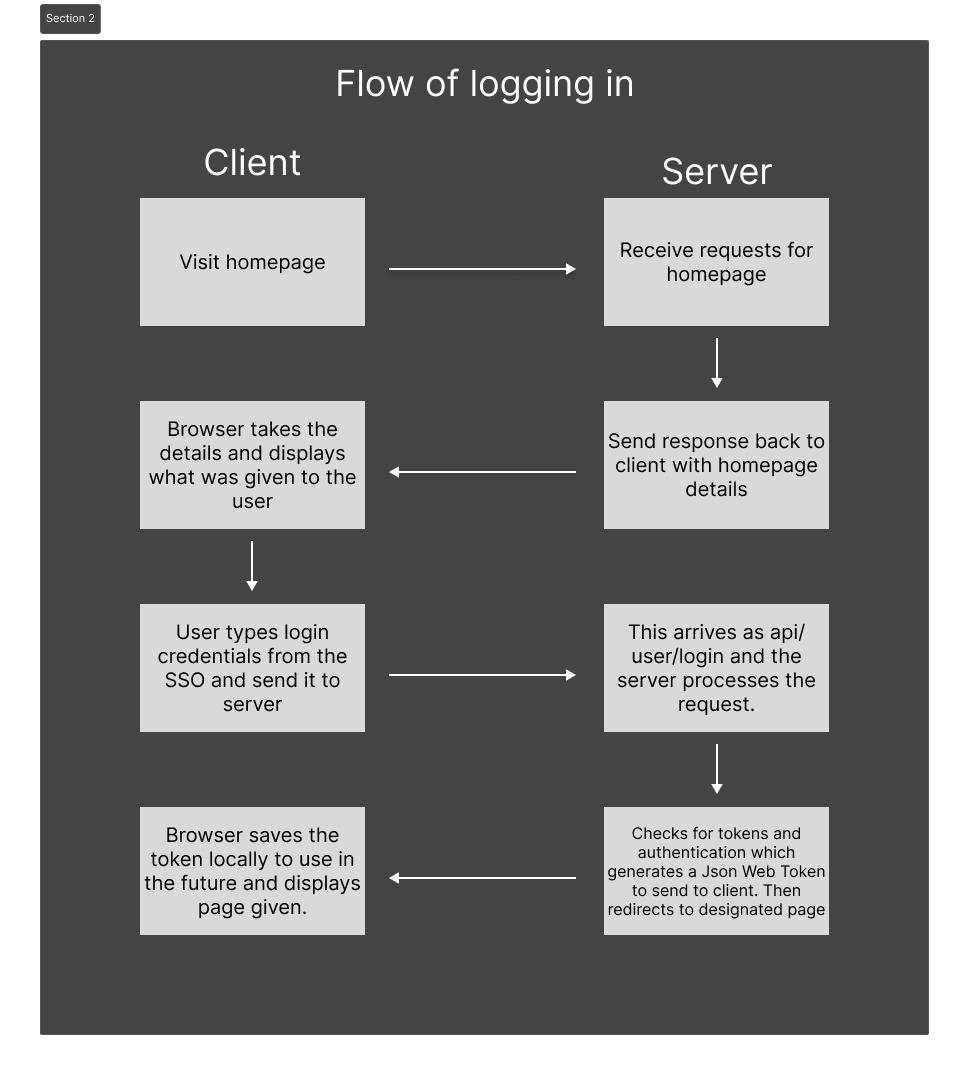 Section 2
Flow of logging in
Client
Server
Visit homepage
Receive requests for
homepage
Browser takes the
details and displays
what was given to the
user
Send response back to
client with homepage
details
User types login
credentials from the
SSO and send it to
server
This arrives as api/
user/login and the
server processes the
request.
Browser saves the
token locally to use in
the future and displays
page given.
Checks for tokens and
authentication which
generates a Json Web Token
to send to client. Then
redirects to designated page